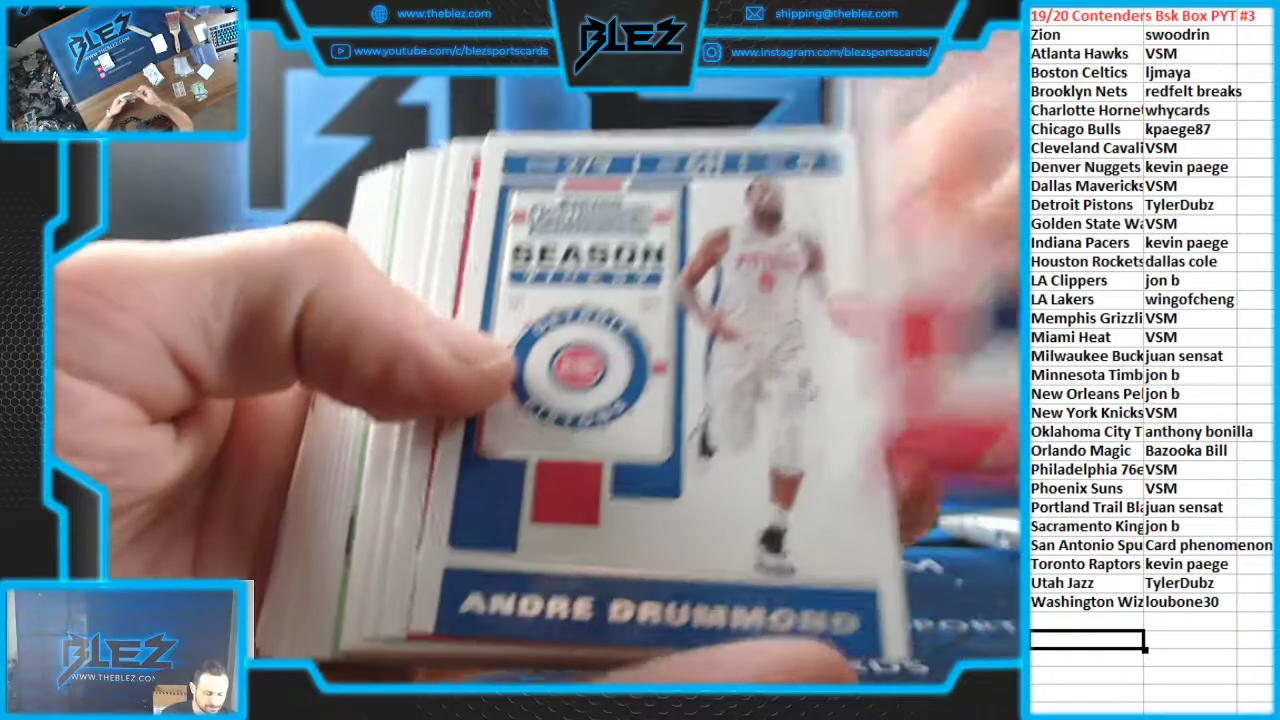 www.theblez.com
shipping@theblez.com
www.youtube.com/c/blezsportscards
BLEZ
www.instagram.com/blezsportscards/
19/20 Contenders Bsk Box PYT #3
Zion swoodrin
Atlanta Hawks VSM
Boston Celtics ljmaya
Brooklyn Nets redfelt breaks
Charlotte Hornet whycards
Chicago Bulls kpaege87
Cleveland Cavali VSM
Denver Nuggets kevin paege
Dallas Mavericks VSM
Detroit Pistons TylerDubz
Golden State Wa VSM
Indiana Pacers kevin paege
Houston Rockets dallas cole
LA Clippers jon b
LA Lakers wingofcheng
Memphis Grizzli VSM
Miami Heat VSM
Milwaukee Buck juan sensat
Minnesota Timb jon b
New Orleans Pel jon b
New York Knicks VSM
Oklahoma City T anthony bonilla
Orlando Magic Bazooka Bill
Philadelphia 76e VSM
Phoenix Suns VSM
Portland Trail Bla juan sensat
Sacramento King jon b
San Antonio Spu Card phenomenon
Toronto Raptors kevin paege
Utah Jazz TylerDubz
Washington Wiz loubone30
SEASON
TICKET
DETROIT
PISTONS
PISTONS
ANDRE DRUMMOND
BLEZ
WWW.THEBLEZ.COM